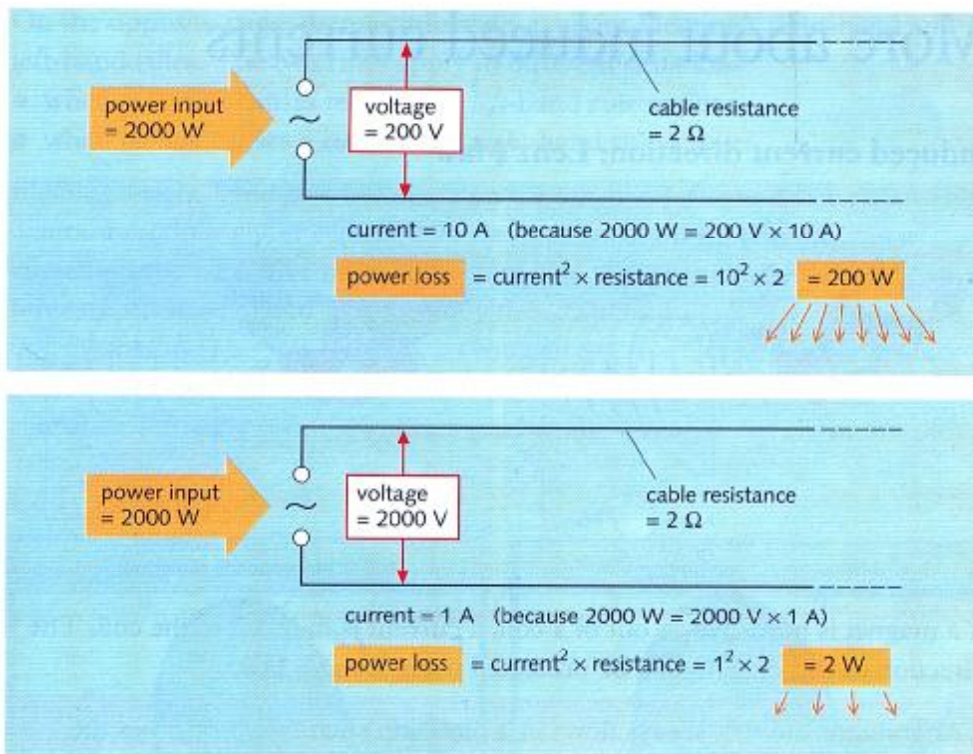 power input
= 2000 W
voltage
= 200 V
cable resistance
= 2 Ω
current = 10 A (because 2000 W = 200 V × 10 A)
power loss = current² × resistance = 10² × 2 = 200 W
power input
= 2000 W
voltage
= 2000 V
cable resistance
= 2 Ω
current = 1 A (because 2000 W = 2000 V × 1 A)
power loss = current² × resistance = 1² × 2 = 2 W